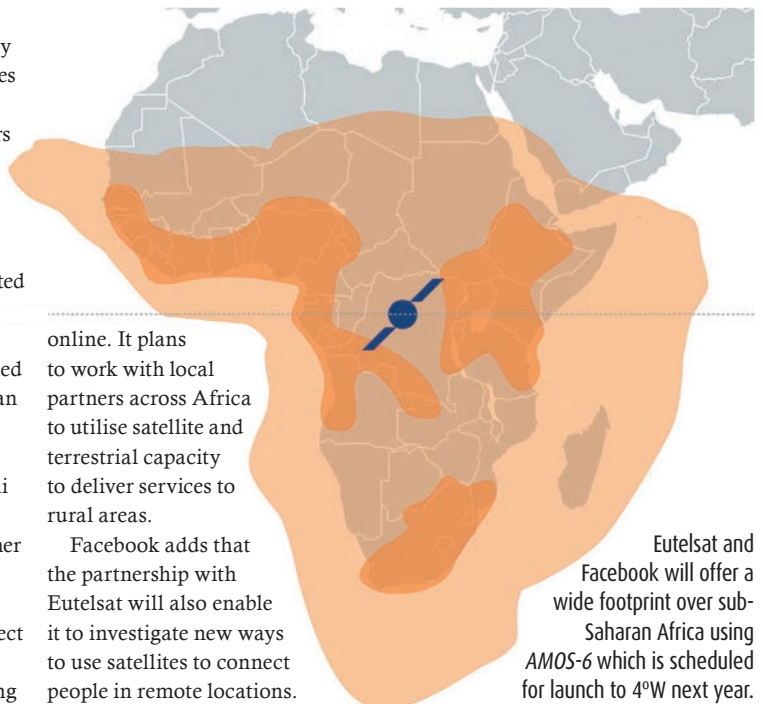 online. It plans
to work with local
partners across Africa
to utilise satellite and
terrestrial capacity
to deliver services to
rural areas.
Facebook adds that
the partnership with
Eutelsat will also enable
it to investigate new ways
to use satellites to connect
people in remote locations.
Eutelsat and
Facebook will offer a
wide footprint over sub-
Saharan Africa using
AMOS-6 which is scheduled
for launch to 4ºW next year.